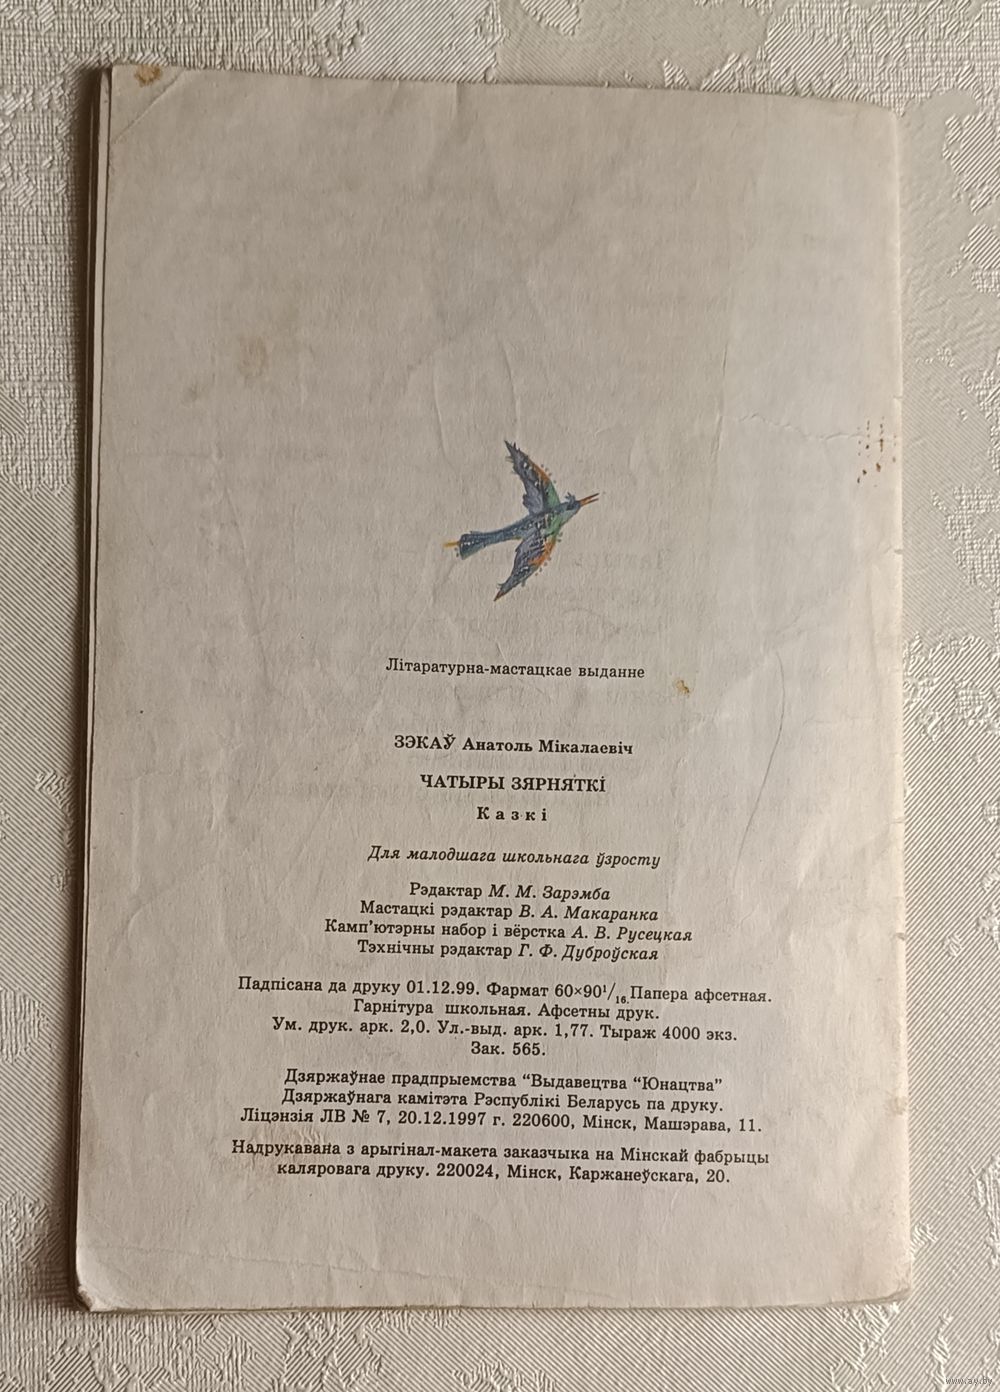 Літаратурна-мастацкае выданне
ЗЭКАЎ Анатоль Мікалаевіч
ЧАТЫРЫ ЗЯРНЯТКІ
Казкі
Для малодшага школьнага ўзросту
Рэдактар М. М. Зарэмба
Мастацкі рэдактар В. А. Макаранка
Камп'ютэрны набор і вёрстка А. В. Русецкая
Тэхнічны рэдактар Г. Ф. Дуброўская
Падпісана да друку 01.12.99. Фармат 60×90¹/₁₆. Папера афсетная.
Гарнітура школьная. Афсетны друк.
Ум. друк. арк. 2,0. Ул.-выд. арк. 1,77. Тыраж 4000 экз.
Зак. 565.
Дзяржаўнае прадпрыемства “Выдавецтва “Юнацтва”
Дзяржаўнага камітэта Рэспублікі Беларусь па друку.
Ліцэнзія ЛВ № 7, 20.12.1997 г. 220600, Мінск, Машэрава, 11.
Надрукавана з арыгінал-макета заказчыка на Мінскай фабрыцы
каляровага друку. 220024, Мінск, Каржанеўскага, 20.
www.ay.by